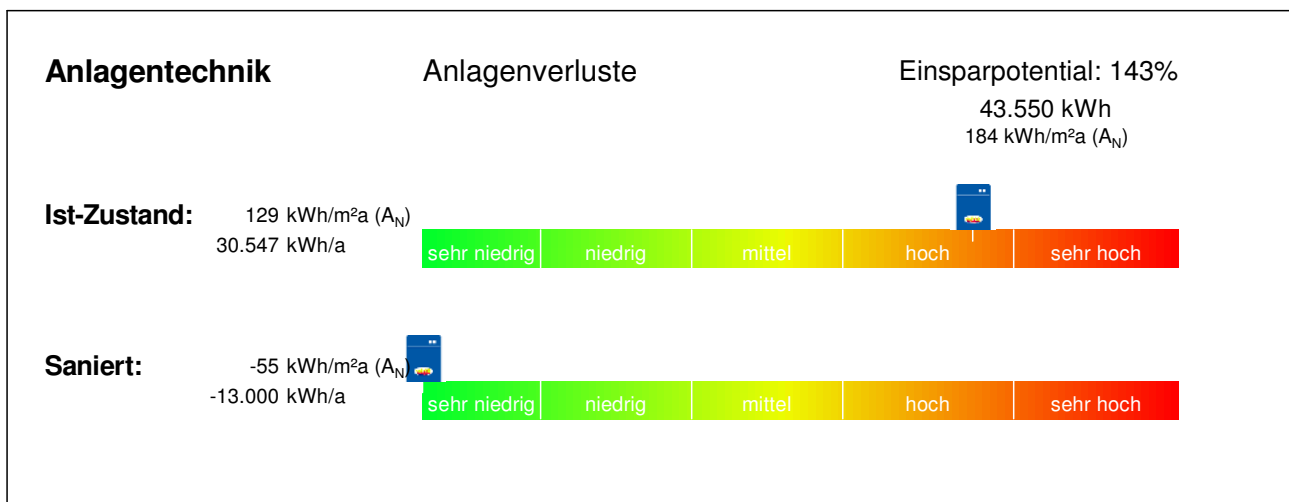 Anlagentechnik Anlagenverluste Einsparpotential: 143%
43.550 kWh
184 kWh/m²a (AN)
Ist-Zustand: 129 kWh/m²a (AN)
30.547 kWh/a
sehr niedrig niedrig mittel hoch sehr hoch
Saniert: -55 kWh/m²a (AN)
-13.000 kWh/a
sehr niedrig niedrig mittel hoch sehr hoch